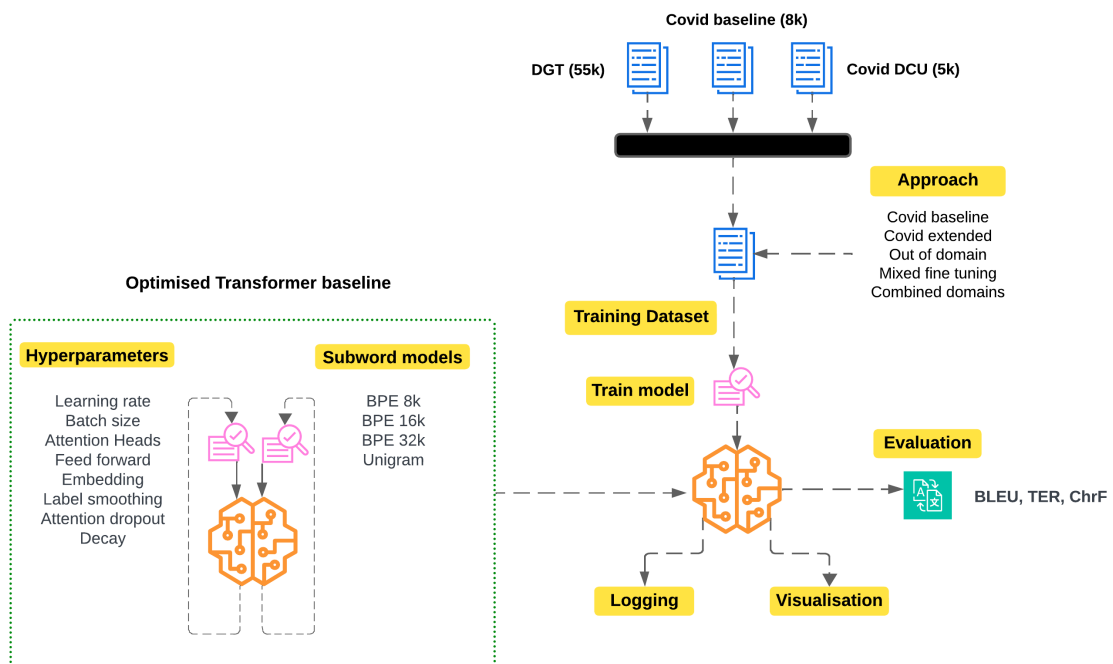 Covid baseline (8k)
DGT (55k)
Covid DCU (5k)
Approach
Covid baseline
Covid extended
Out of domain
Mixed fine tuning
Combined domains
Training Dataset
Train model
Optimised Transformer baseline
Hyperparameters
Learning rate
Batch size
Attention Heads
Feed forward
Embedding
Label smoothing
Attention dropout
Decay
Subword models
BPE 8k
BPE 16k
BPE 32k
Unigram
Evaluation
A
文
BLEU, TER, ChrF
Logging
Visualisation